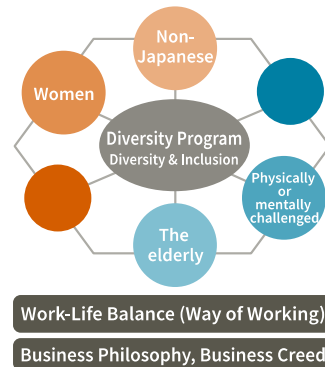 Non-
Japanese
Women
Diversity Program
Diversity & Inclusion
Physically
or
mentally
challenged
The
elderly
Work-Life Balance (Way of Working)
Business Philosophy, Business Creed